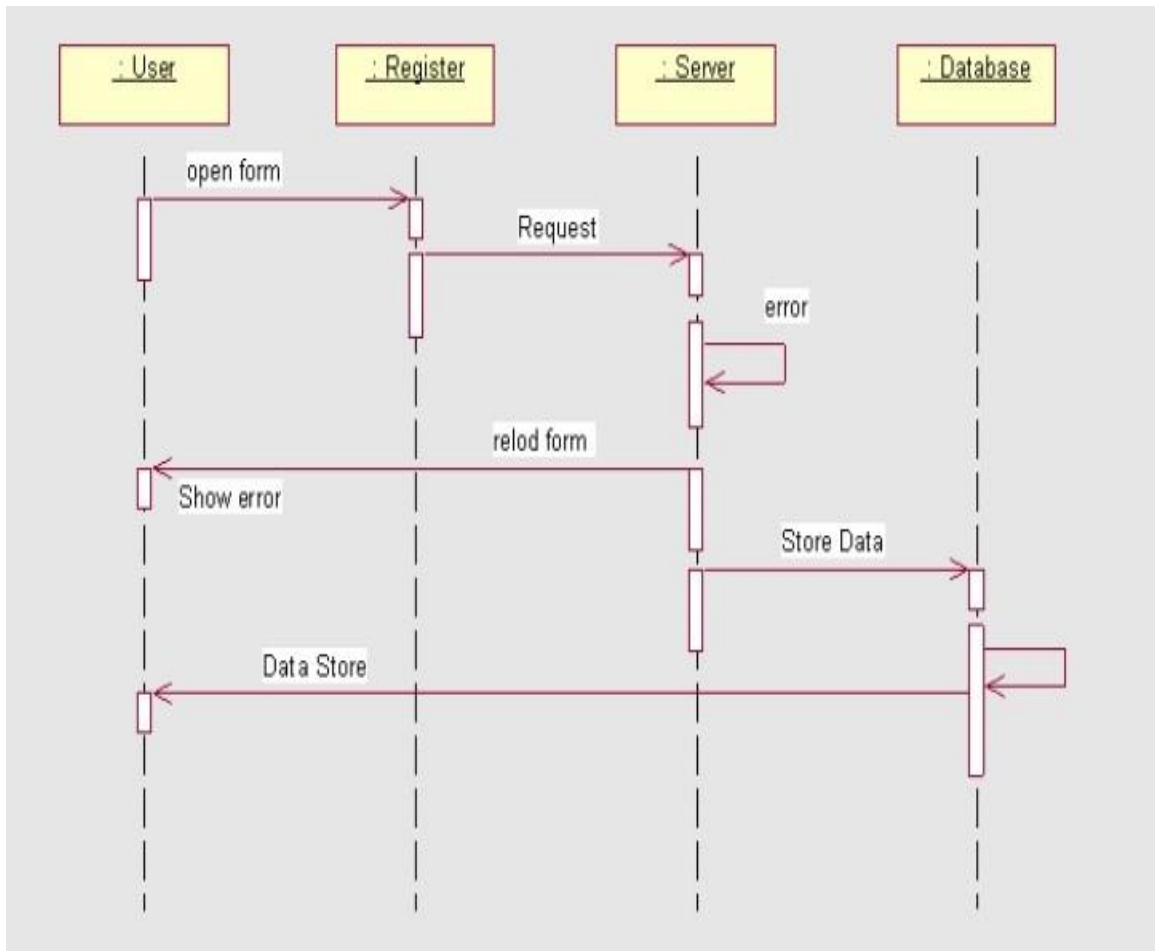 : User
: Register
: Server
: Database
open form
Request
error
relod form
Show error
Store Data
Data Store